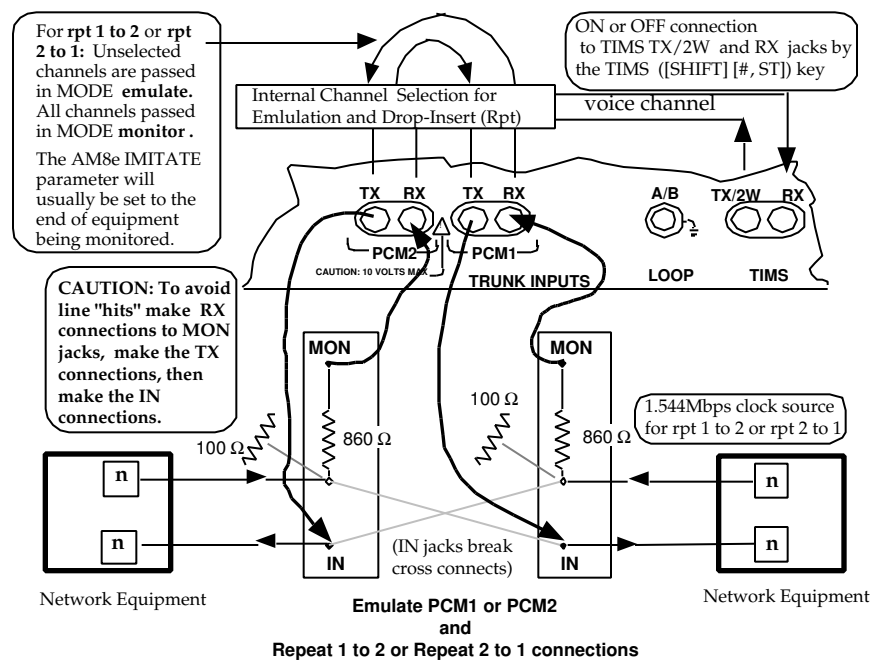 For rpt 1 to 2 or rpt
2 to 1: Unselected
channels are passed
in MODE emulate.
All channels passed
in MODE monitor .
The AM8e IMITATE
parameter will
usually be set to the
end of equipment
being monitored.
ON or OFF connection
to TIMS TX/2W and RX jacks by
the TIMS ([SHIFT] [#, ST]) key
Internal Channel Selection for
Emlulation and Drop-Insert (Rpt)
voice channel
TX RX TX RX
A/B TX/2W RX
PCM2 PCM1
CAUTION: 10 VOLTS MAX
TRUNK INPUTS LOOP TIMS
CAUTION: To avoid
line "hits" make RX
connections to MON
jacks, make the TX
connections, then
make the IN
connections.
MON
MON
100 Ω
860 Ω
100 Ω
860 Ω
1.544Mbps clock source
for rpt 1 to 2 or rpt 2 to 1
n
n
n
n
IN
IN
(IN jacks break
cross connects)
Network Equipment
Network Equipment
Emulate PCM1 or PCM2
and
Repeat 1 to 2 or Repeat 2 to 1 connections